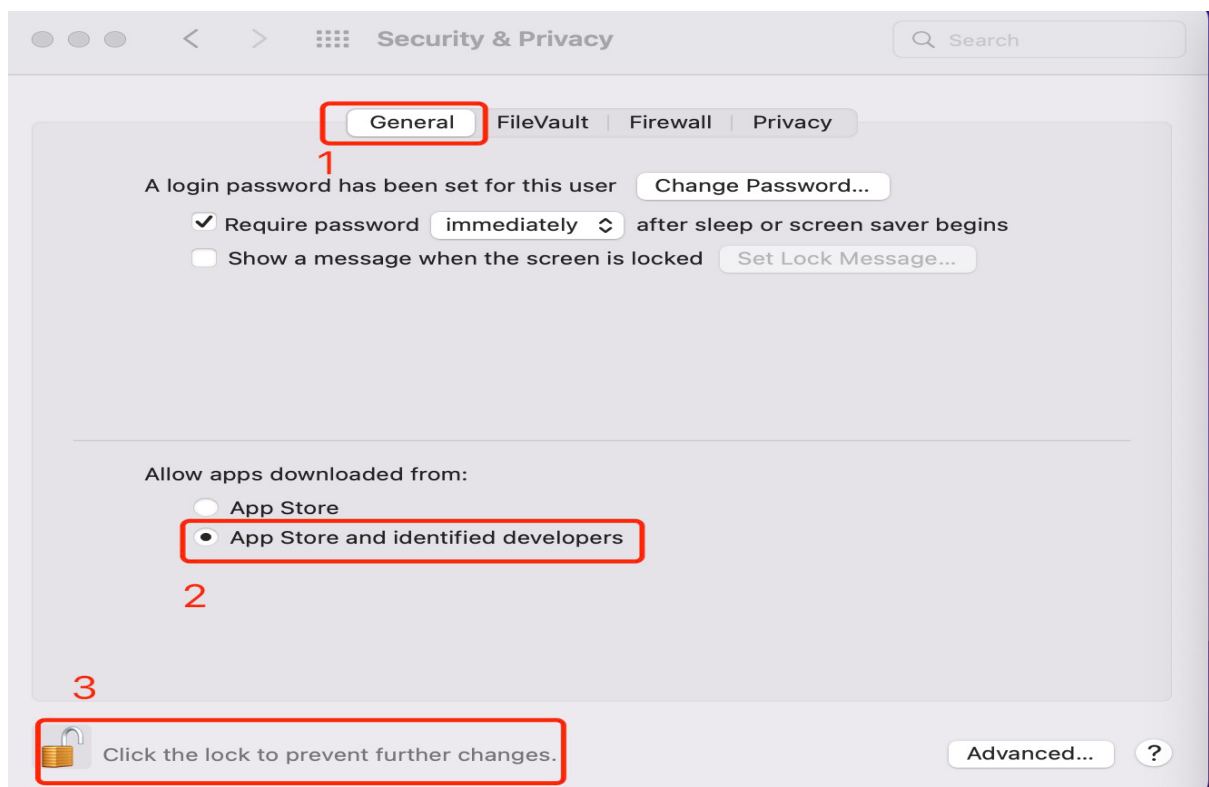 Security & Privacy
Search
General FileVault Firewall Privacy
1
A login password has been set for this user Change Password...
Require password immediately after sleep or screen saver begins
Show a message when the screen is locked Set Lock Message...
Allow apps downloaded from:
App Store
App Store and identified developers
2
3
Click the lock to prevent further changes.
Advanced... ?